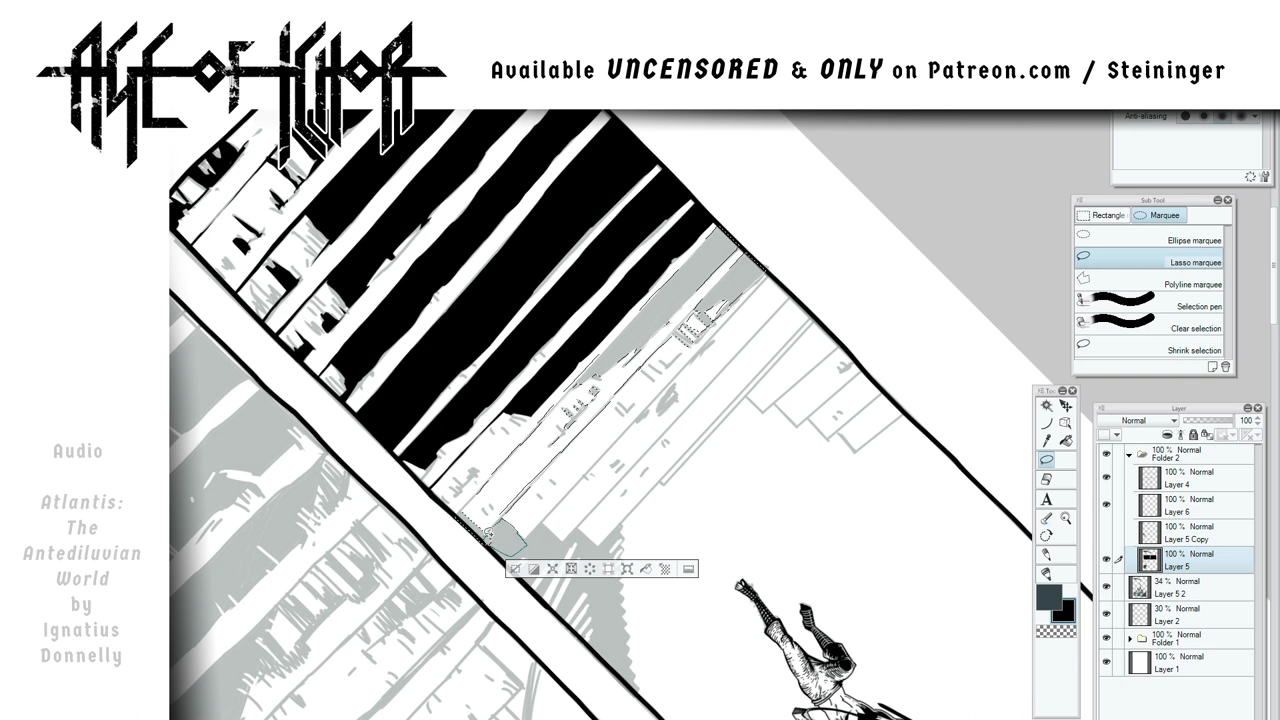 AGE OF HCHOR
Available UNCENSORED & ONLY on Patreon.com / Steininger
Audio
Atlantis:
The
Antediluvian
World
by
Ignatius
Donnelly
Anti-aliasing
Sub Tool
Rectangle
Marquee
Ellipse marquee
Lasso marquee
Polyline marquee
Selection pen
Clear selection
Shrink selection
Layer
Normal
100
100 % Normal
Folder 2
100 % Normal
Layer 4
100 % Normal
Layer 6
100 % Normal
Layer 5 Copy
100 % Normal
Layer 5
34 % Normal
Layer 5 2
30 % Normal
Layer 2
100 % Normal
Folder 1
100 % Normal
Layer 1